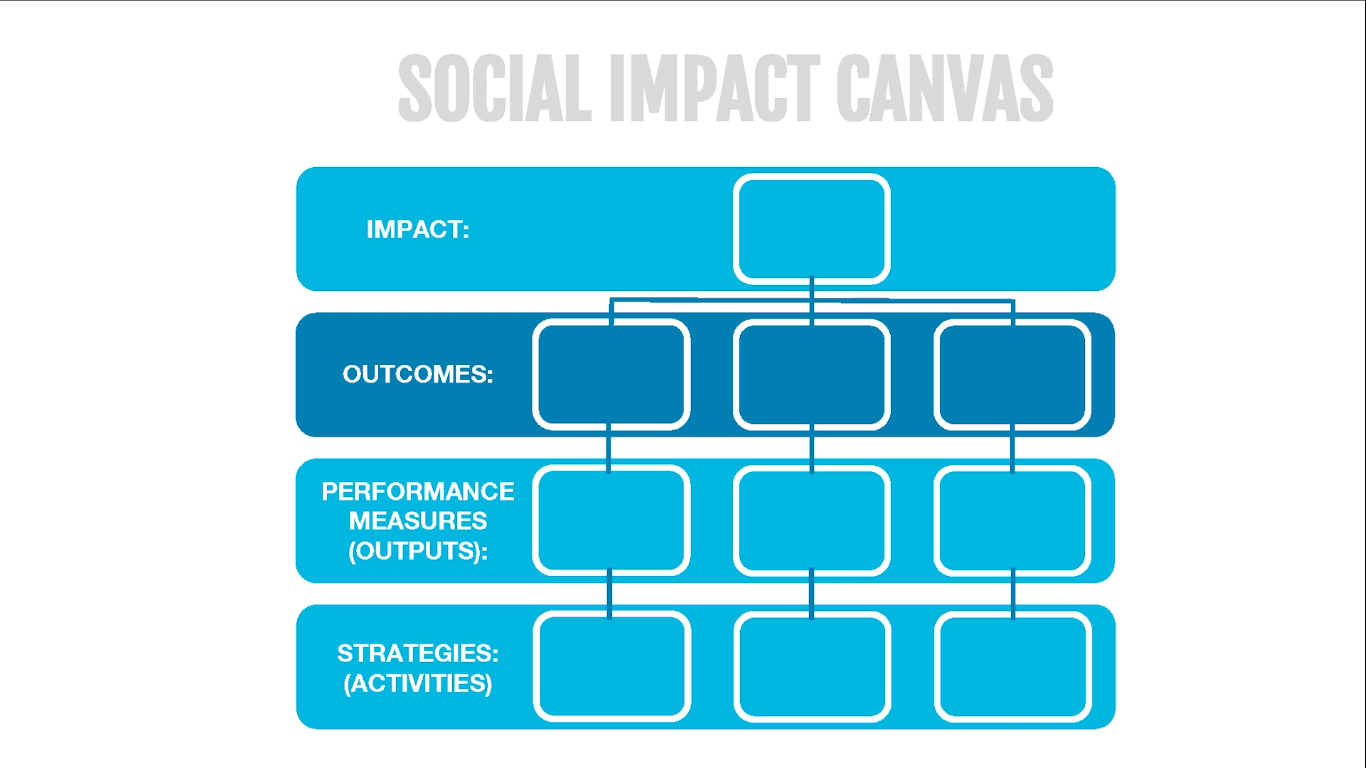 SOCIAL IMPACT CANVAS
IMPACT:
OUTCOMES:
PERFORMANCE
MEASURES
(OUTPUTS):
STRATEGIES:
(ACTIVITIES)